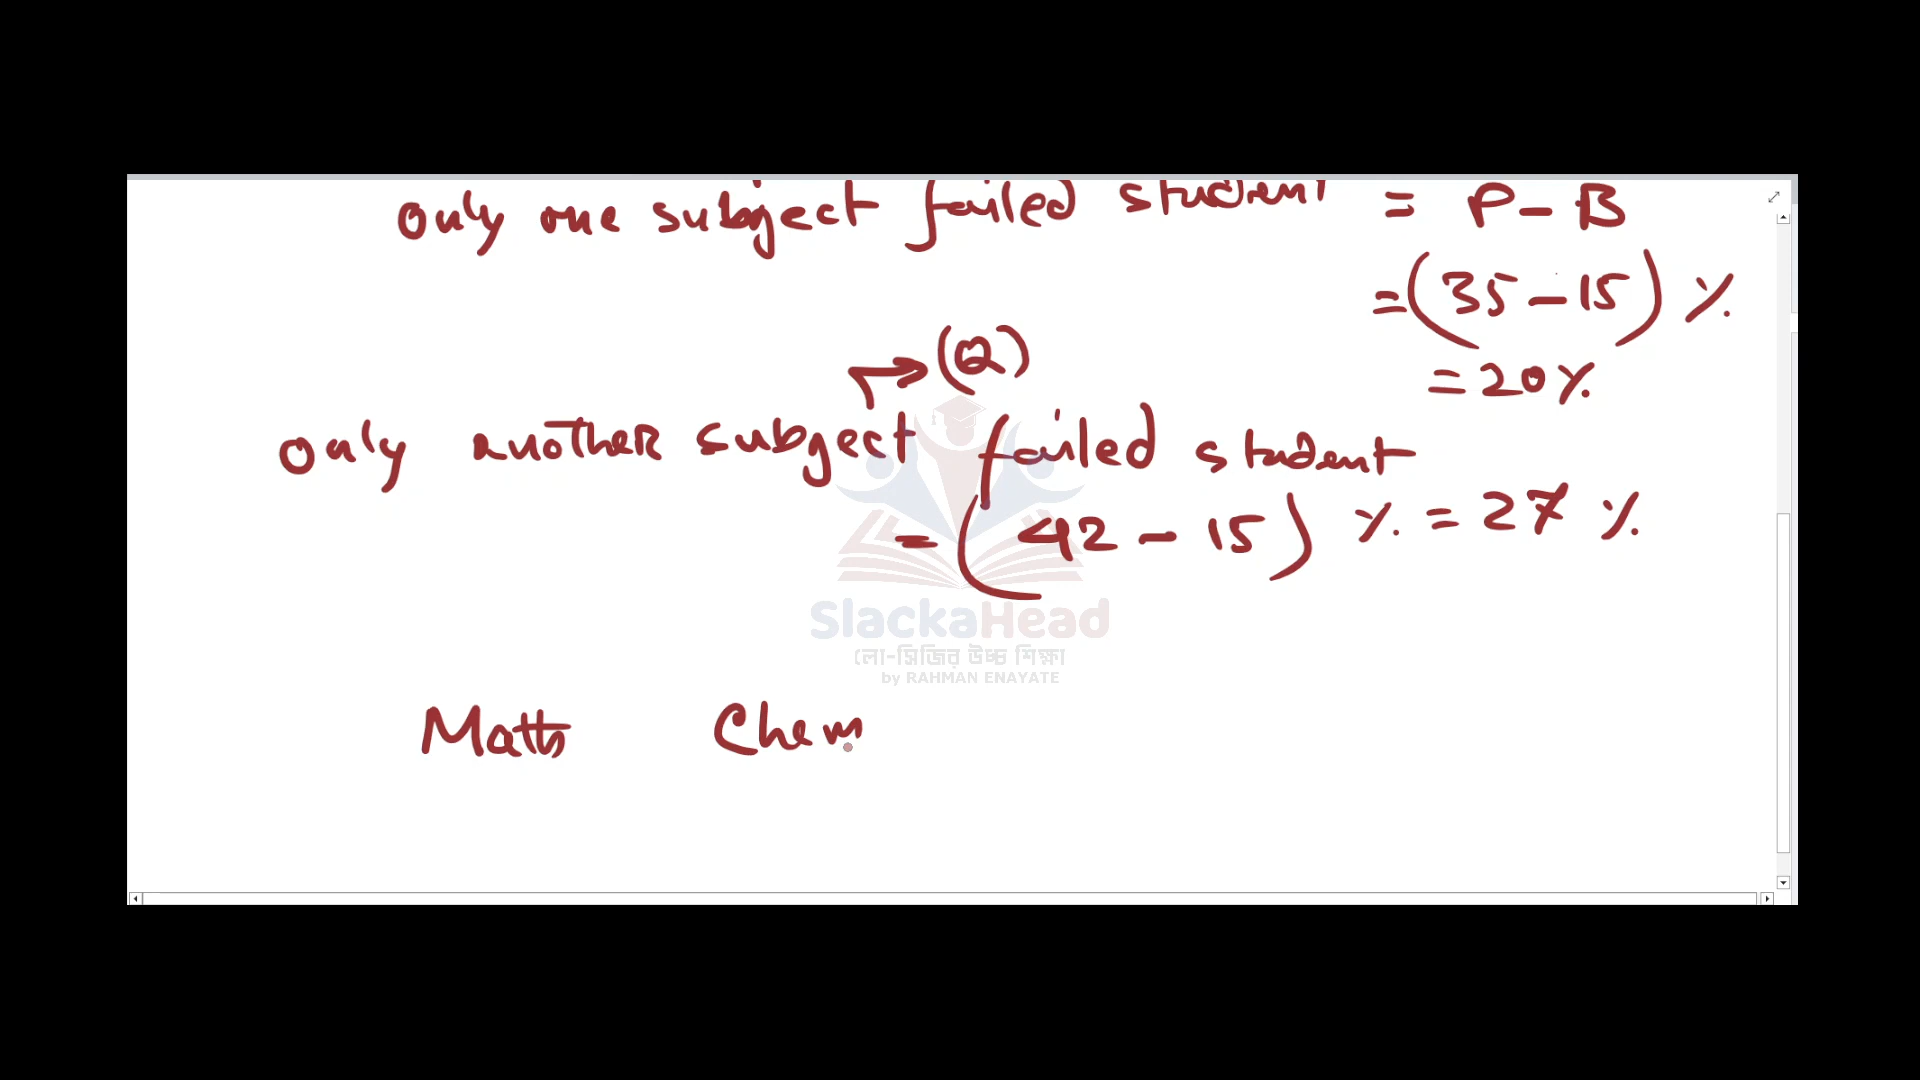 Only one subject failed student = P - B
= (35 - 15) %
= 20%
(Q)
Only another subject failed student
= (42 - 15) % = 27 %
SlackaHead
লো-সিজির উচ্চ শিক্ষা
by RAHMAN ENAYATE
Math Chem